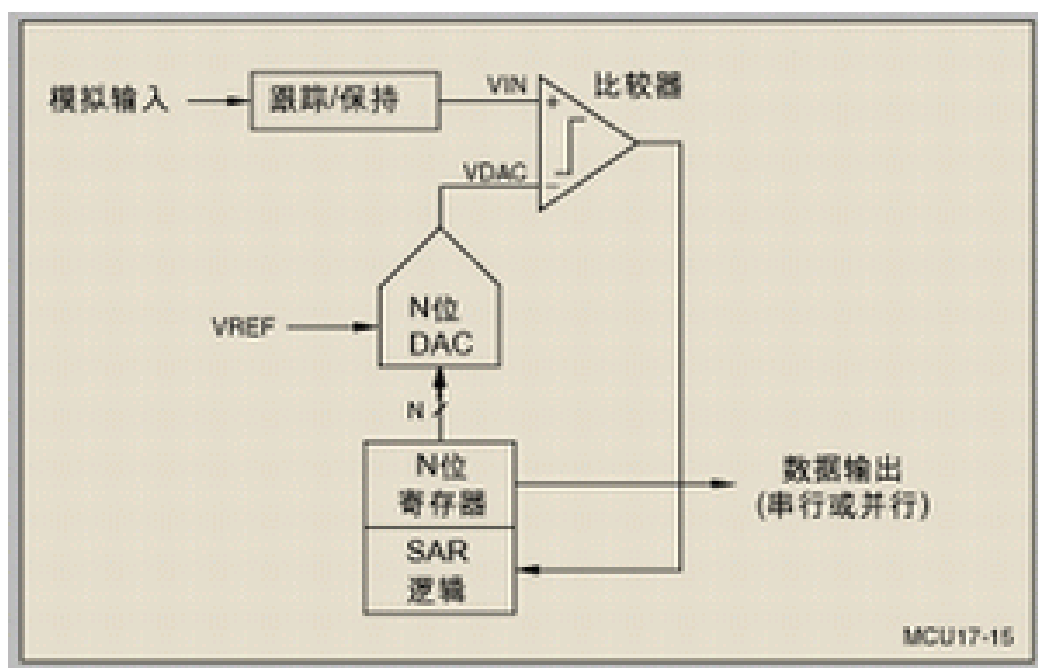 模拟输入
跟踪/保持
VIN
比较器
+
VDAC
-
N位
DAC
VREF
N
N位
寄存器
数据输出
(串行或并行)
SAR
逻辑
MCU17-15